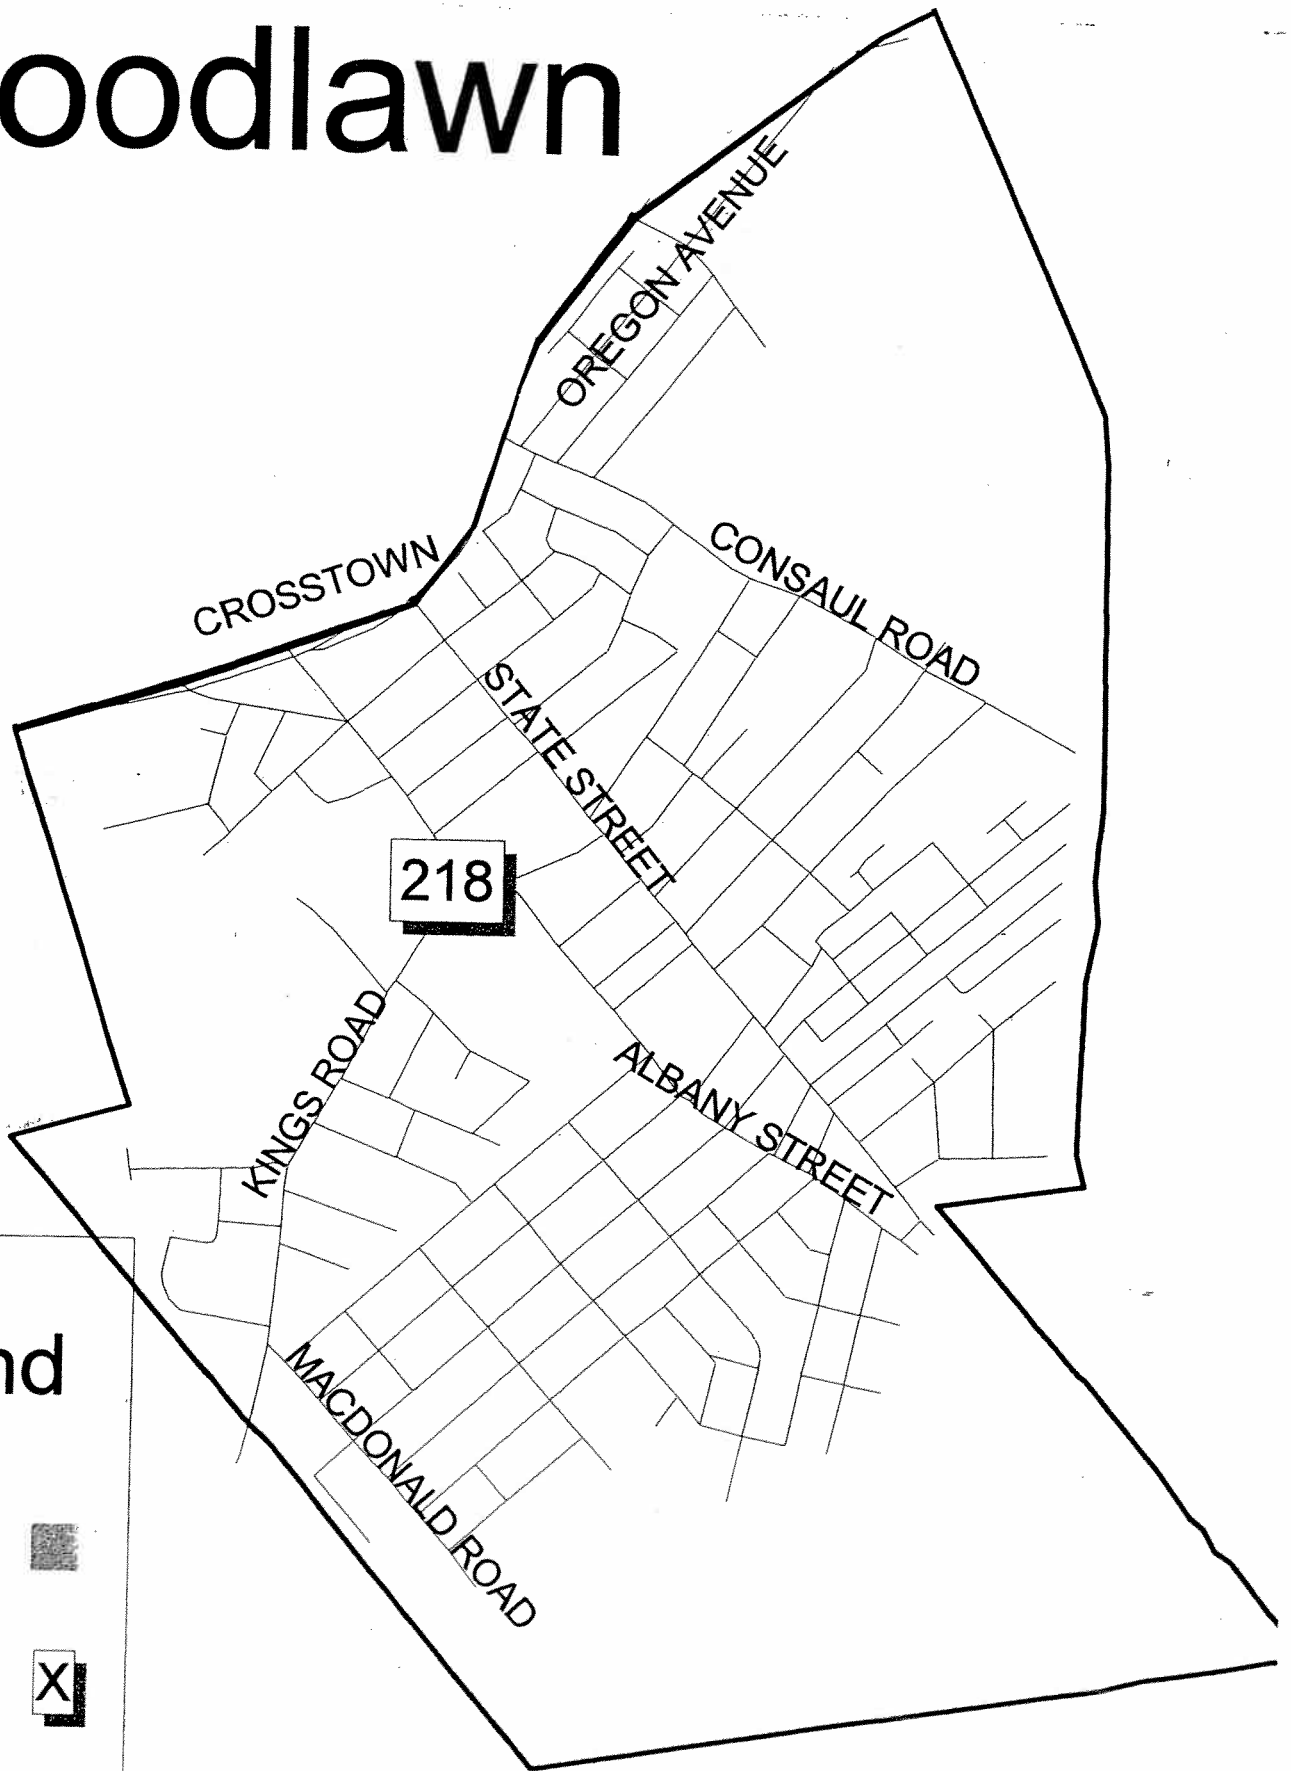 oodlawn
OREGON AVENUE
CONSAUL ROAD
CROSSTOWN
STATE STREET
218
KINGS ROAD
ALBANY STREET
MACDONALD ROAD
nd
X